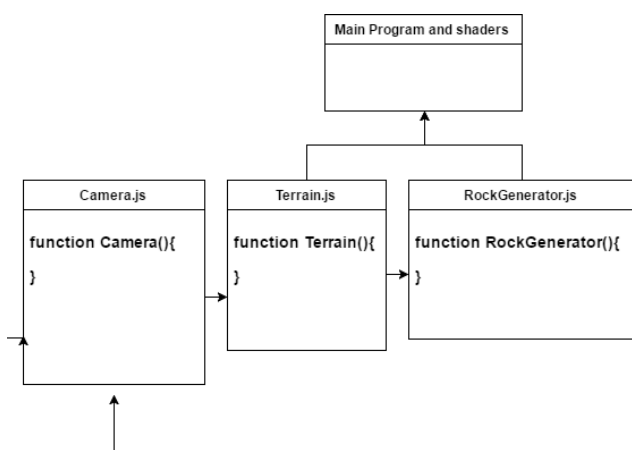 Main Program and shaders
Camera.js
function Camera(){
}
Terrain.js
function Terrain(){
}
RockGenerator.js
function RockGenerator(){
}